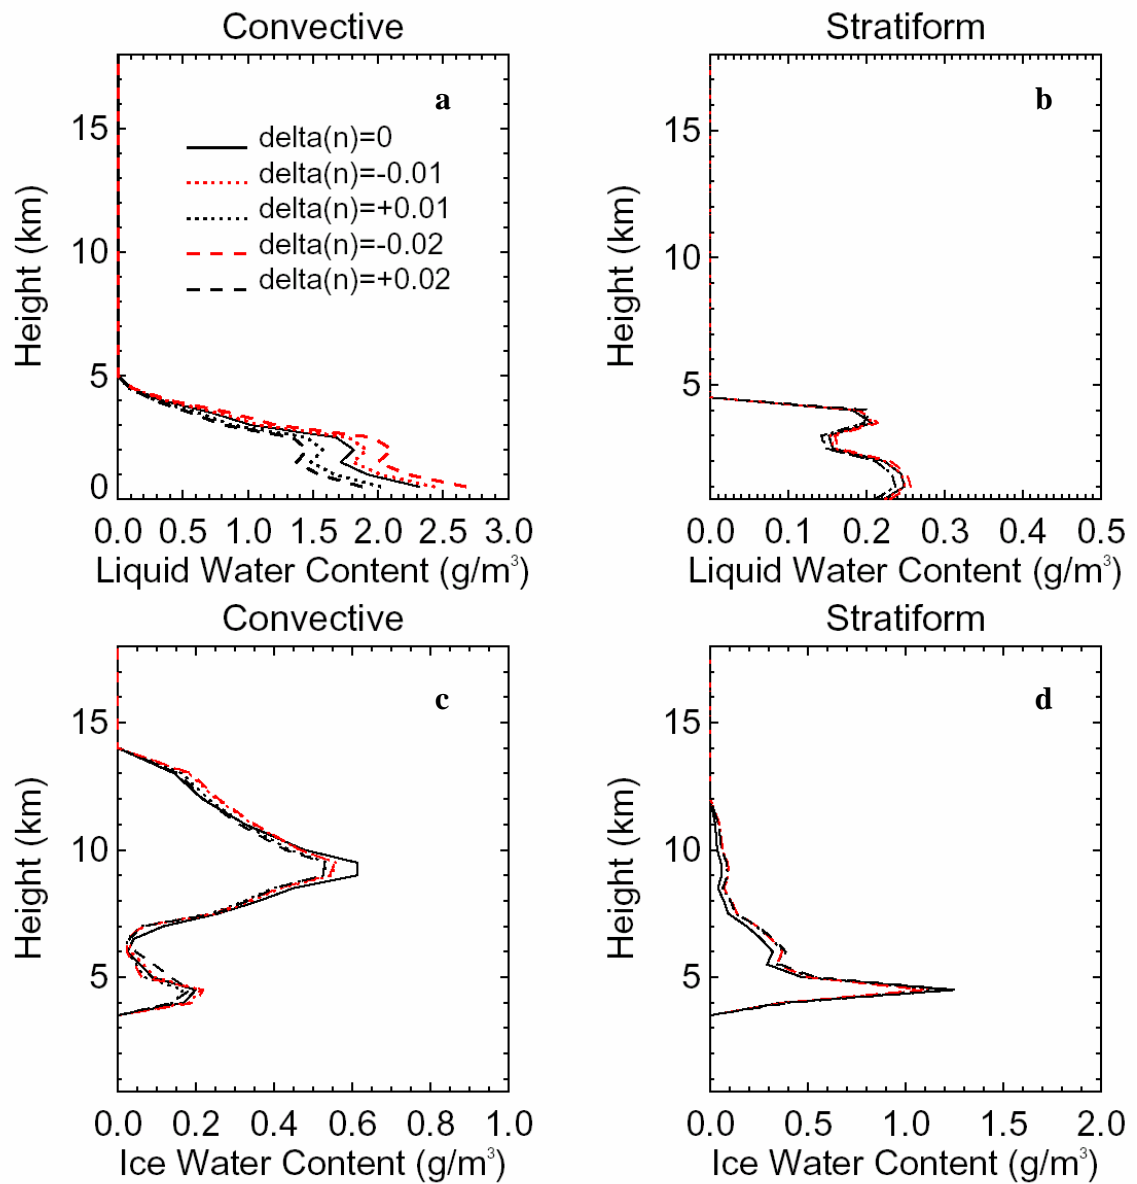 Convective
Stratiform
a
b
delta(n)=0
delta(n)=-0.01
delta(n)=+0.01
delta(n)=-0.02
delta(n)=+0.02
Height (km)
15
10
5
0
Height (km)
15
10
5
0
0.0 0.5 1.0 1.5 2.0 2.5 3.0
0.0 0.1 0.2 0.3 0.4 0.5
Liquid Water Content (g/m³)
Liquid Water Content (g/m³)
Convective
Stratiform
c
d
Height (km)
15
10
5
Height (km)
15
10
5
0.0 0.2 0.4 0.6 0.8 1.0
0.0 0.5 1.0 1.5 2.0
Ice Water Content (g/m³)
Ice Water Content (g/m³)